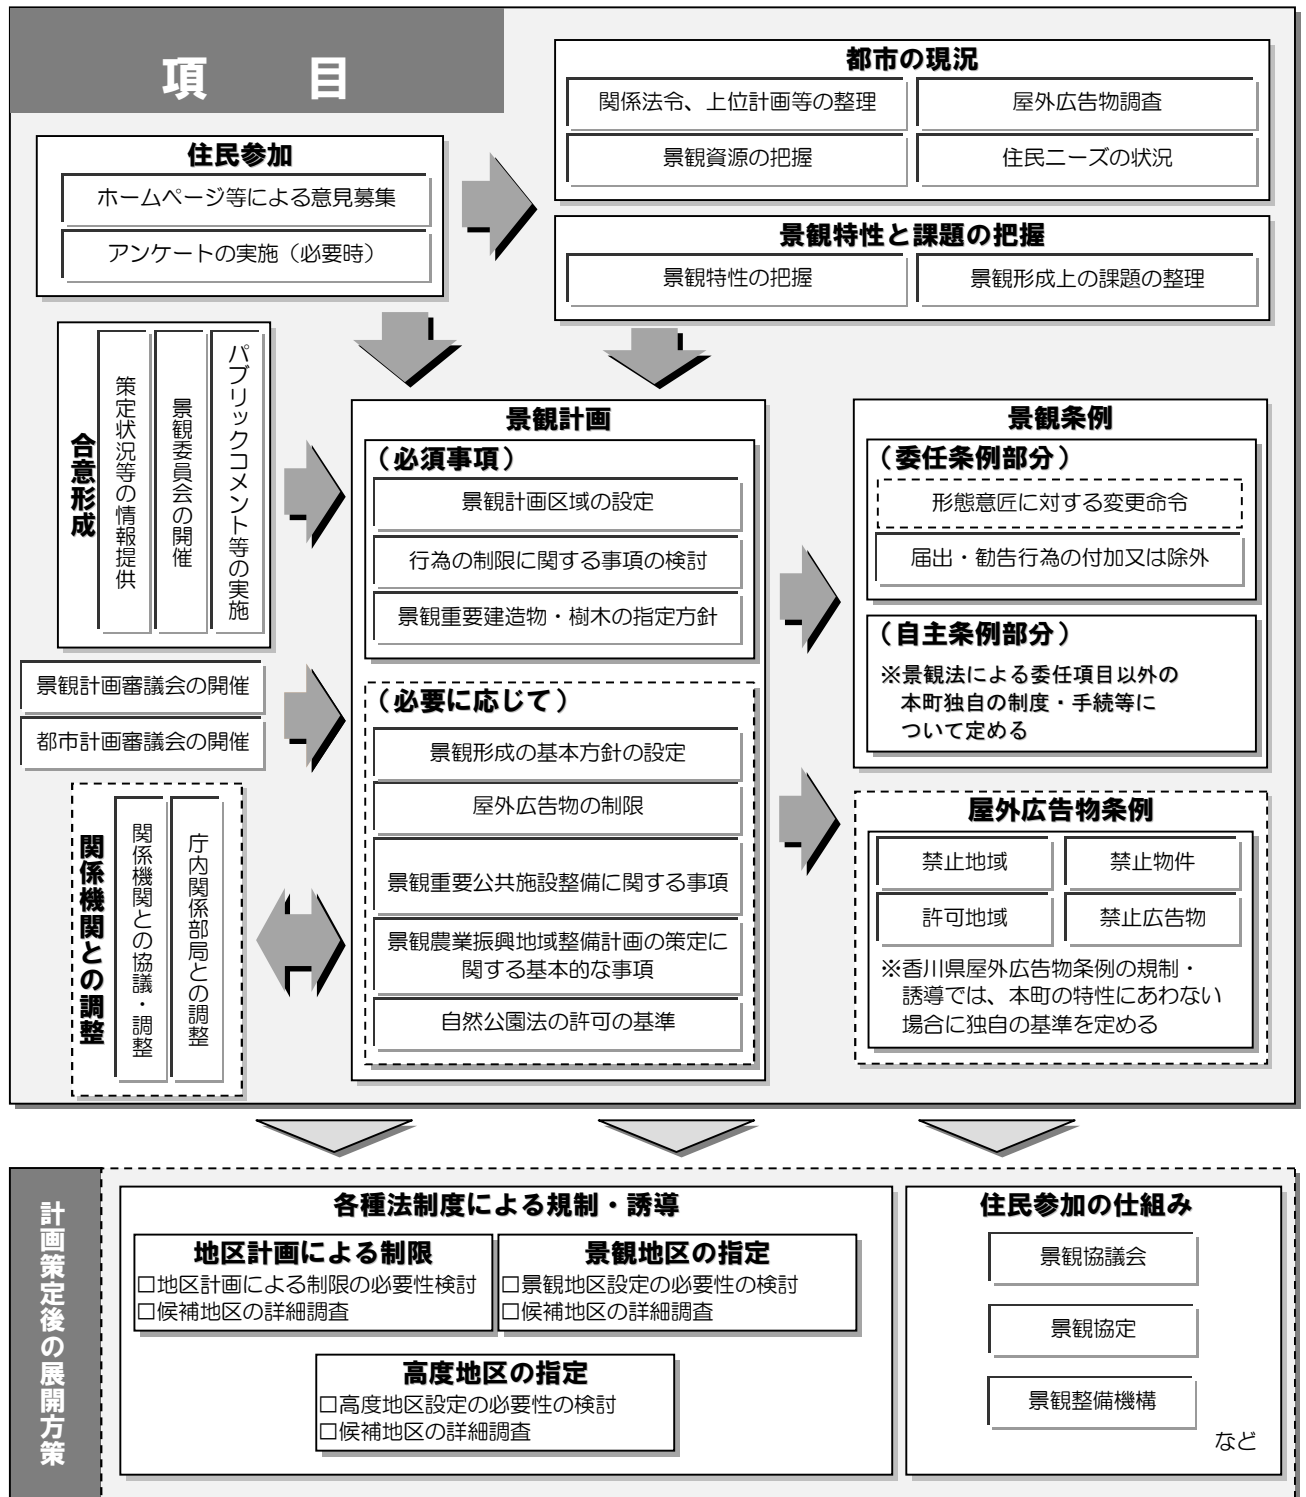 項　目
都市の現況
関係法令、上位計画等の整理
屋外広告物調査
景観資源の把握
住民ニーズの状況
住民参加
ホームページ等による意見募集
アンケートの実施（必要時）
景観特性と課題の把握
景観特性の把握
景観形成上の課題の整理
合意形成
策定状況等の情報提供
景観委員会の開催
パブリックコメント等の実施
景観計画審議会の開催
都市計画審議会の開催
関係機関との調整
関係機関との協議・調整
庁内関係部局との調整
景観計画
（必須事項）
景観計画区域の設定
行為の制限に関する事項の検討
景観重要建造物・樹木の指定方針
（必要に応じて）
景観形成の基本方針の設定
屋外広告物の制限
景観重要公共施設整備に関する事項
景観農業振興地域整備計画の策定に
関する基本的な事項
自然公園法の許可の基準
景観条例
（委任条例部分）
形態意匠に対する変更命令
届出・勧告行為の付加又は除外
（自主条例部分）
※景観法による委任項目以外の
本町独自の制度・手続等に
ついて定める
屋外広告物条例
禁止地域
禁止物件
許可地域
禁止広告物
※香川県屋外広告物条例の規制・
誘導では、本町の特性にあわない
場合に独自の基準を定める
計画策定後の展開方策
各種法制度による規制・誘導
地区計画による制限
□地区計画による制限の必要性検討
□候補地区の詳細調査
景観地区の指定
□景観地区設定の必要性の検討
□候補地区の詳細調査
高度地区の指定
□高度地区設定の必要性の検討
□候補地区の詳細調査
住民参加の仕組み
景観協議会
景観協定
景観整備機構
など